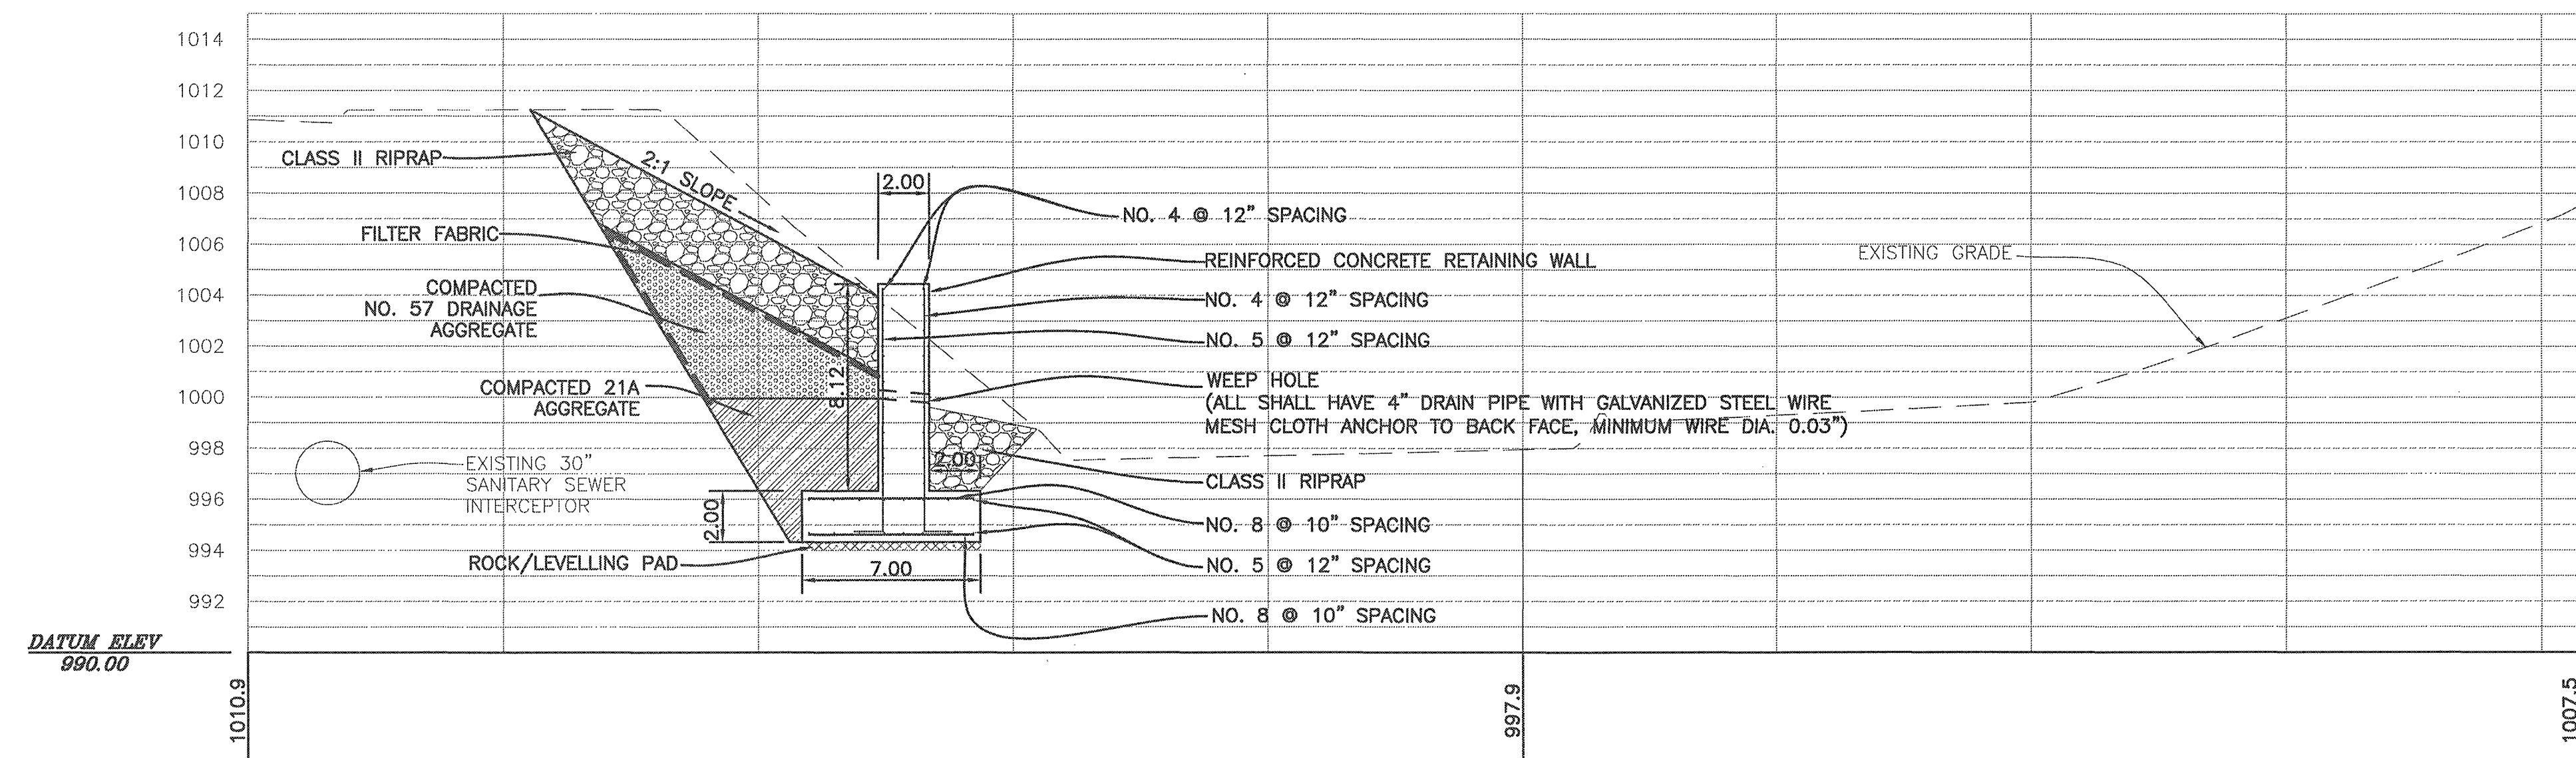 1014
1012
1010
1008
1006
1004
1002
1000
998
996
994
992
DATUM ELEV
990.00
CLASS II RIPRAP
2:1 SLOPE
FILTER FABRIC
COMPACTED
NO. 57 DRAINAGE
AGGREGATE
COMPACTED 21A
AGGREGATE
EXISTING 30"
SANITARY SEWER
INTERCEPTOR
ROCK/LEVELLING PAD
2.00
8.12
2.00
2.00
7.00
NO. 4 @ 12" SPACING
REINFORCED CONCRETE RETAINING WALL
NO. 4 @ 12" SPACING
NO. 5 @ 12" SPACING
WEEP HOLE
(ALL SHALL HAVE 4" DRAIN PIPE WITH GALVANIZED STEEL WIRE
MESH CLOTH ANCHOR TO BACK FACE, MINIMUM WIRE DIA. 0.03")
CLASS II RIPRAP
NO. 8 @ 10" SPACING
NO. 5 @ 12" SPACING
NO. 8 @ 10" SPACING
EXISTING GRADE
1010.9
997.9
1007.5